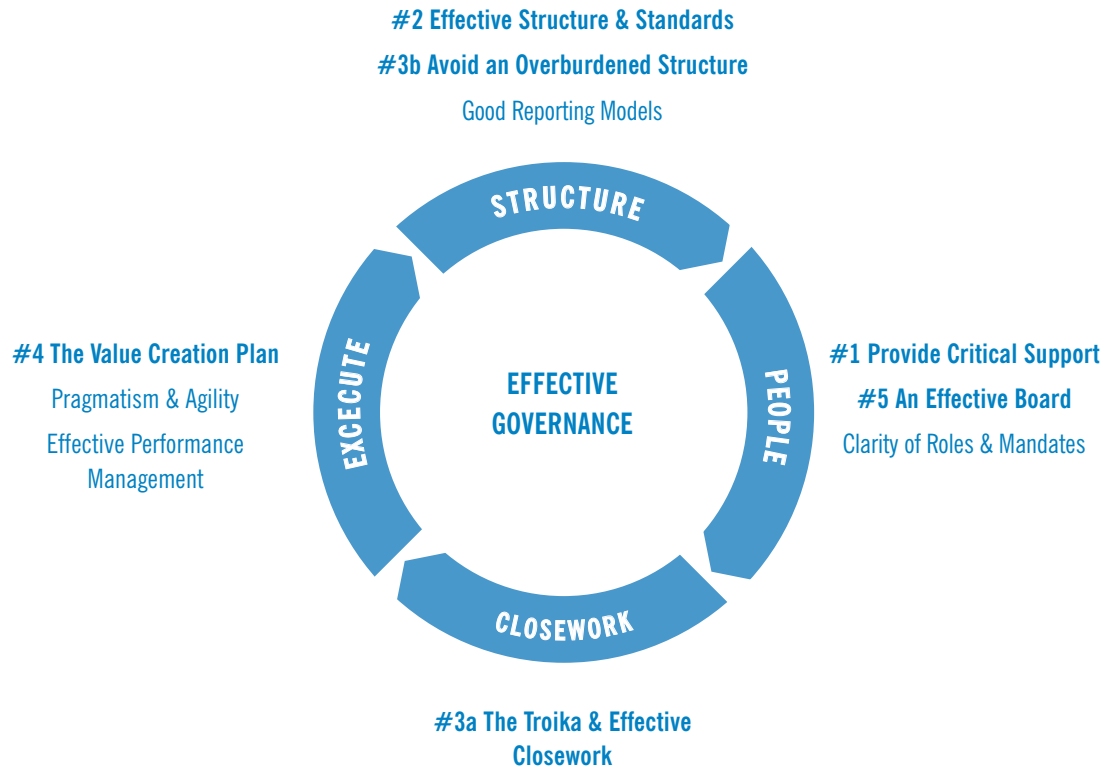 #2 Effective Structure & Standards
#3b Avoid an Overburdened Structure
Good Reporting Models
STRUCTURE
#4 The Value Creation Plan
Pragmatism & Agility
Effective Performance
Management
EXCECUTE
EFFECTIVE
GOVERNANCE
PEOPLE
#1 Provide Critical Support
#5 An Effective Board
Clarity of Roles & Mandates
CLOSEWORK
#3a The Troika & Effective
Closework